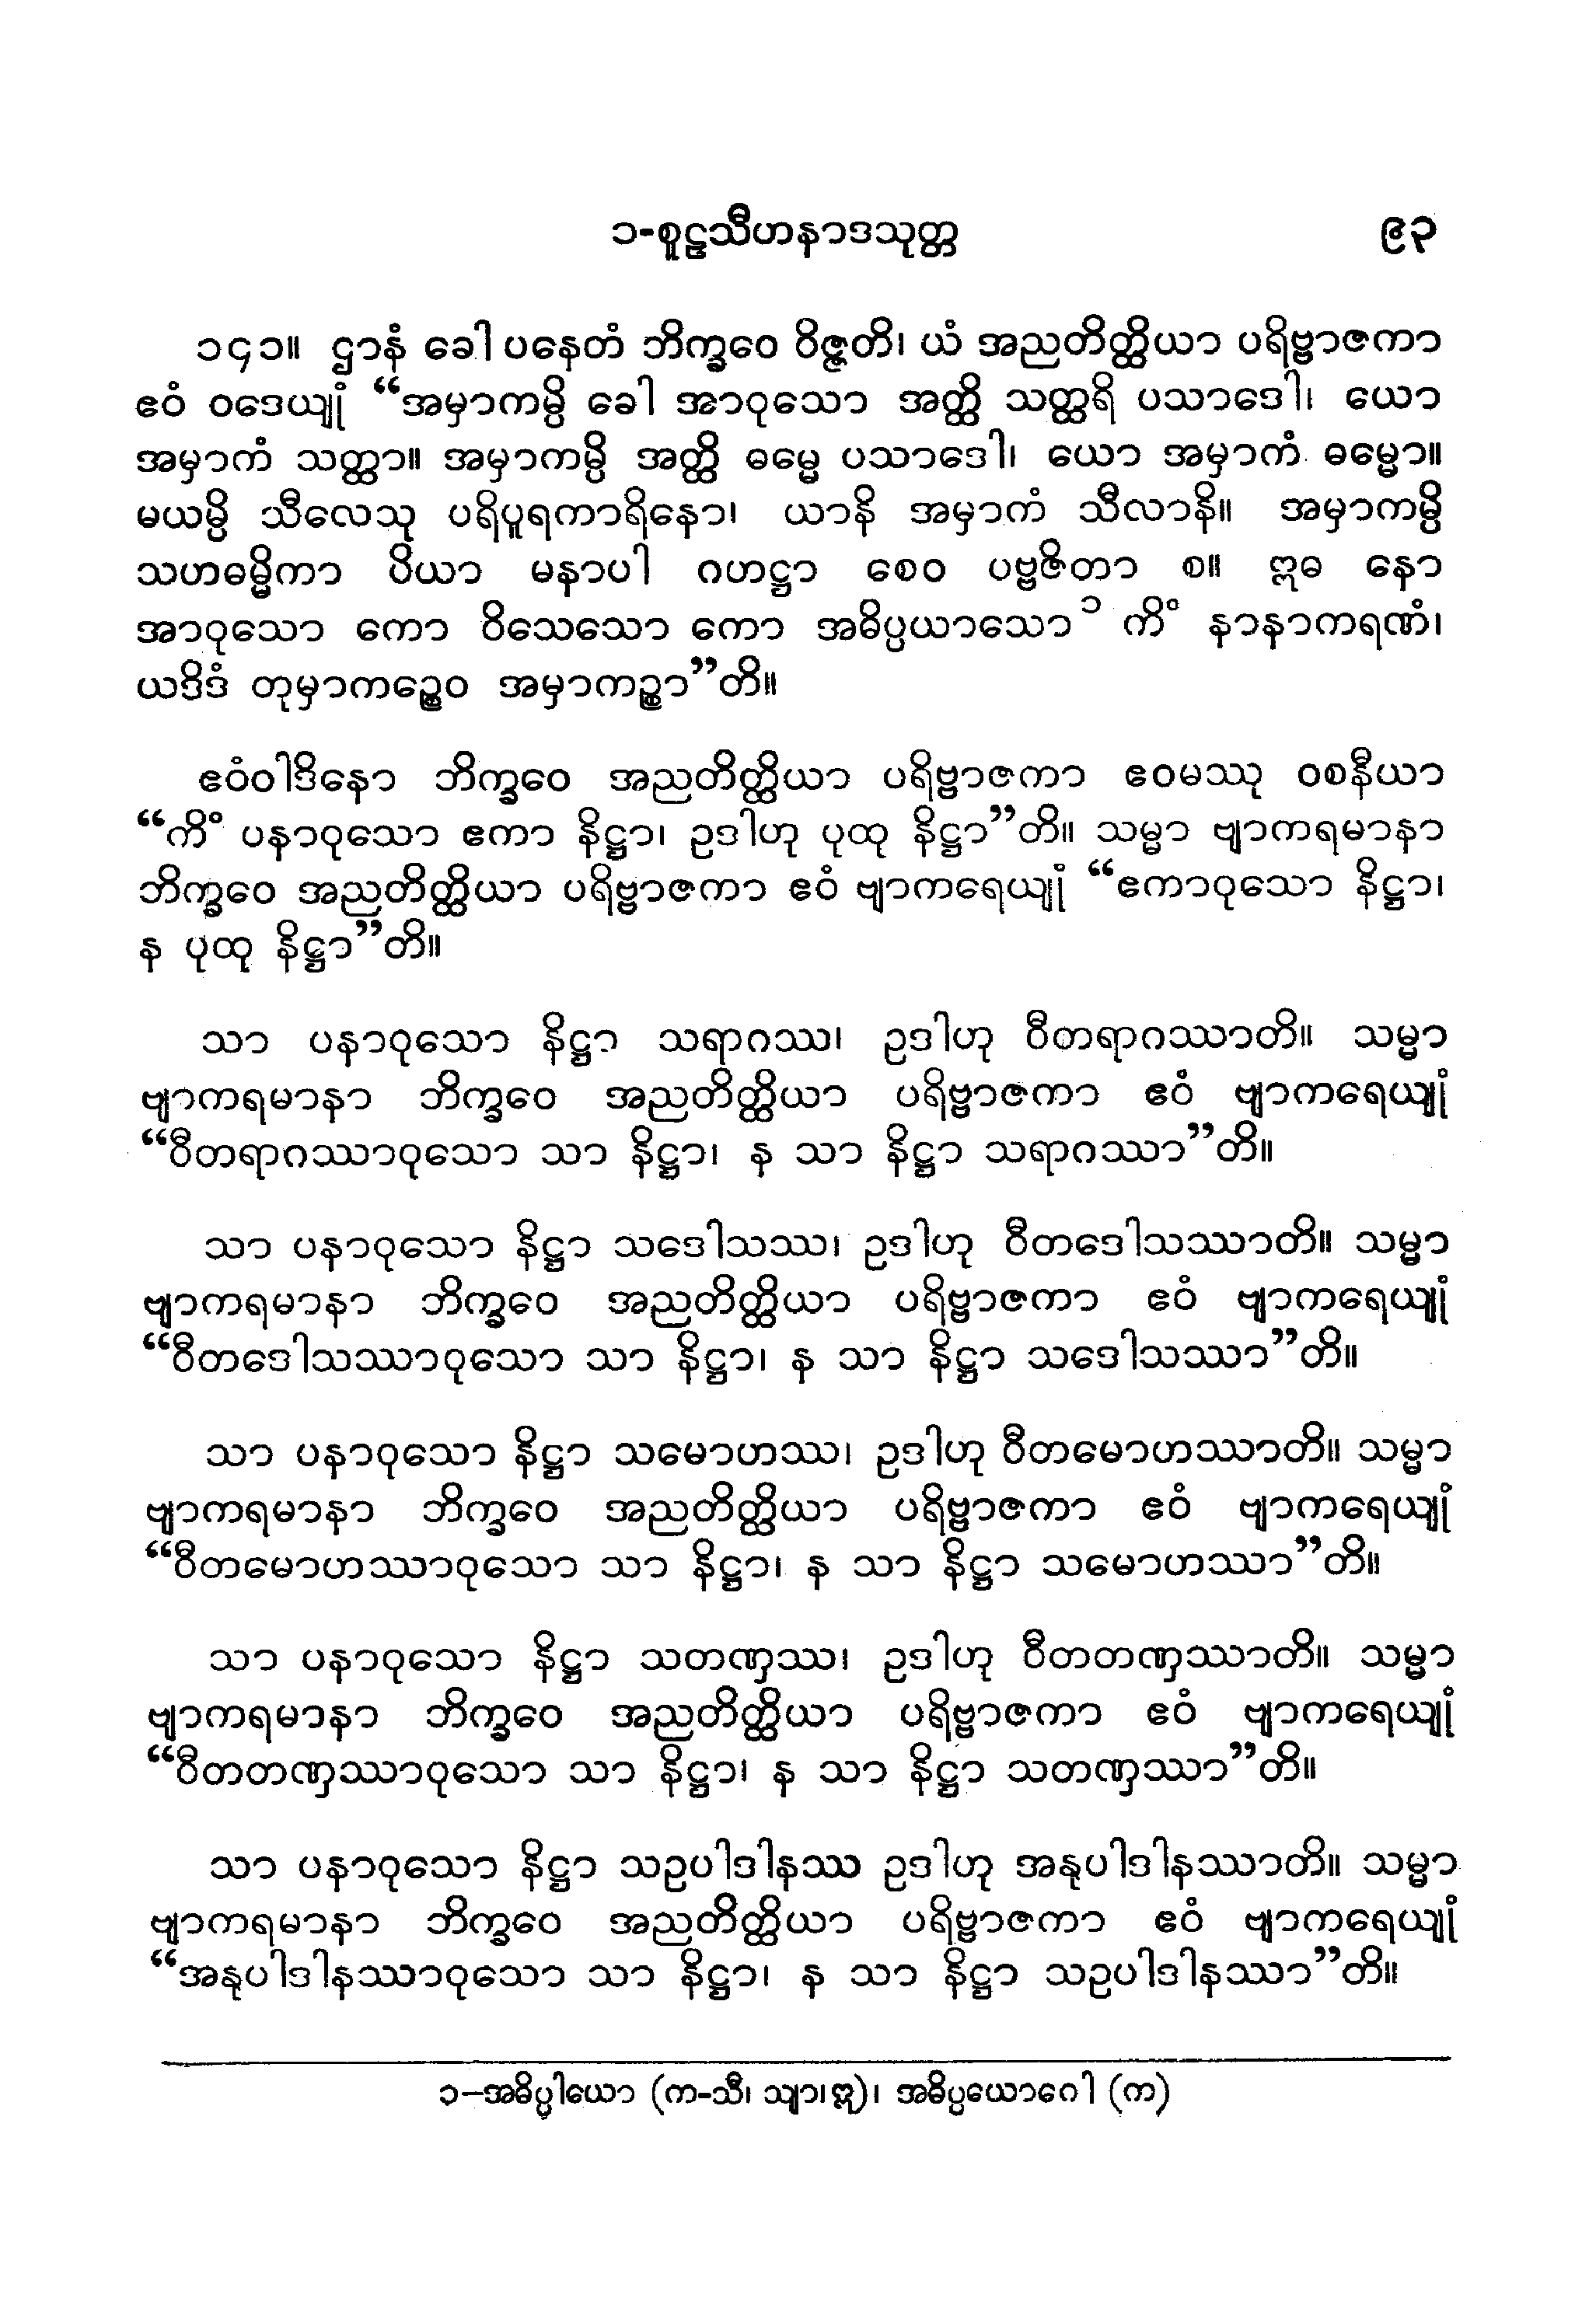 ၁-စူဠသီဟနာဒသုတ္တ ၉၃
၁၄၁။ ဌာနံ ခေါ ပနေတံ ဘိက္ခဝေ ဝိဇ္ဇတိ၊ ယံ အညတိတ္ထိယာ ပရိဗ္ဗာဇကာ
ဧဝံ ဝဒေယျုံ “အမှာကမ္ပိ ခေါ အာဝုသော အတ္ထိ သတ္ထရိ ပသာဒေါ၊ ယော
အမှာကံ သတ္ထာ။ အမှာကမ္ပိ အတ္ထိ ဓမ္မေ ပသာဒေါ၊ ယော အမှာကံ ဓမ္မော။
မယမ္ပိ သီလေသု ပရိပူရကာရိနော၊ ယာနိ အမှာကံ သီလာနိ။ အမှာကမ္ပိ
သဟဓမ္မိကာ ပိယာ မနာပါ ဂဟဋ္ဌာ စေဝ ပဗ္ဗဇိတာ စ။ ဣဓ နော
အာဝုသော ကော ဝိသေသော ကော အဓိပ္ပယာသော ၁ ကိံ နာနာကရဏံ၊
ယဒိဒံ တုမှာကဉ္စေဝ အမှာကဉ္စာ”တိ။
ဧဝံဝါဒိနော ဘိက္ခဝေ အညတိတ္ထိယာ ပရိဗ္ဗာဇကာ ဧဝမဿု ဝစနီယာ
“ကိံ ပနာဝုသော ဧကာ နိဋ္ဌာ၊ ဥဒါဟု ပုထု နိဋ္ဌာ”တိ။ သမ္မာ ဗျာကရမာနာ
ဘိက္ခဝေ အညတိတ္ထိယာ ပရိဗ္ဗာဇကာ ဧဝံ ဗျာကရေယျုံ “ဧကာဝုသော နိဋ္ဌာ၊
န ပုထု နိဋ္ဌာ”တိ။
သာ ပနာဝုသော နိဋ္ဌာ သရာဂဿ၊ ဥဒါဟု ဝီတရာဂဿာတိ။ သမ္မာ
ဗျာကရမာနာ ဘိက္ခဝေ အညတိတ္ထိယာ ပရိဗ္ဗာဇကာ ဧဝံ ဗျာကရေယျုံ
“ဝီတရာဂဿာဝုသော သာ နိဋ္ဌာ၊ န သာ နိဋ္ဌာ သရာဂဿာ”တိ။
သာ ပနာဝုသော နိဋ္ဌာ သဒေါသဿ၊ ဥဒါဟု ဝီတဒေါသဿာတိ။ သမ္မာ
ဗျာကရမာနာ ဘိက္ခဝေ အညတိတ္ထိယာ ပရိဗ္ဗာဇကာ ဧဝံ ဗျာကရေယျုံ
“ဝီတဒေါသဿာဝုသော သာ နိဋ္ဌာ၊ န သာ နိဋ္ဌာ သဒေါသဿာ”တိ။
သာ ပနာဝုသော နိဋ္ဌာ သမောဟဿ၊ ဥဒါဟု ဝီတမောဟဿာတိ။ သမ္မာ
ဗျာကရမာနာ ဘိက္ခဝေ အညတိတ္ထိယာ ပရိဗ္ဗာဇကာ ဧဝံ ဗျာကရေယျုံ
“ဝီတမောဟဿာဝုသော သာ နိဋ္ဌာ၊ န သာ နိဋ္ဌာ သမောဟဿာ”တိ။
သာ ပနာဝုသော နိဋ္ဌာ သတဏှဿ၊ ဥဒါဟု ဝီတတဏှဿာတိ။ သမ္မာ
ဗျာကရမာနာ ဘိက္ခဝေ အညတိတ္ထိယာ ပရိဗ္ဗာဇကာ ဧဝံ ဗျာကရေယျုံ
“ဝီတတဏှဿာဝုသော သာ နိဋ္ဌာ၊ န သာ နိဋ္ဌာ သတဏှဿာ”တိ။
သာ ပနာဝုသော နိဋ္ဌာ သဥပါဒါနဿ ဥဒါဟု အနုပါဒါနဿာတိ။ သမ္မာ
ဗျာကရမာနာ ဘိက္ခဝေ အညတိတ္ထိယာ ပရိဗ္ဗာဇကာ ဧဝံ ဗျာကရေယျုံ
“အနုပါဒါနဿာဝုသော သာ နိဋ္ဌာ၊ န သာ နိဋ္ဌာ သဥပါဒါနဿာ”တိ။
၁–အဓိပ္ပါယော (က-သီ၊ သျာ၊ဣ)၊ အဓိပ္ပယောဂေါ (က)